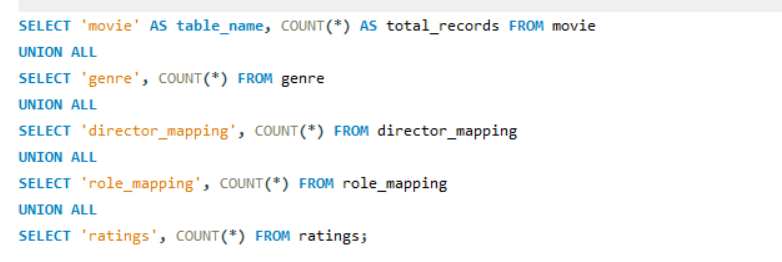 SELECT 'movie' AS table_name, COUNT(*) AS total_records FROM movie
UNION ALL
SELECT 'genre', COUNT(*) FROM genre
UNION ALL
SELECT 'director_mapping', COUNT(*) FROM director_mapping
UNION ALL
SELECT 'role_mapping', COUNT(*) FROM role_mapping
UNION ALL
SELECT 'ratings', COUNT(*) FROM ratings;